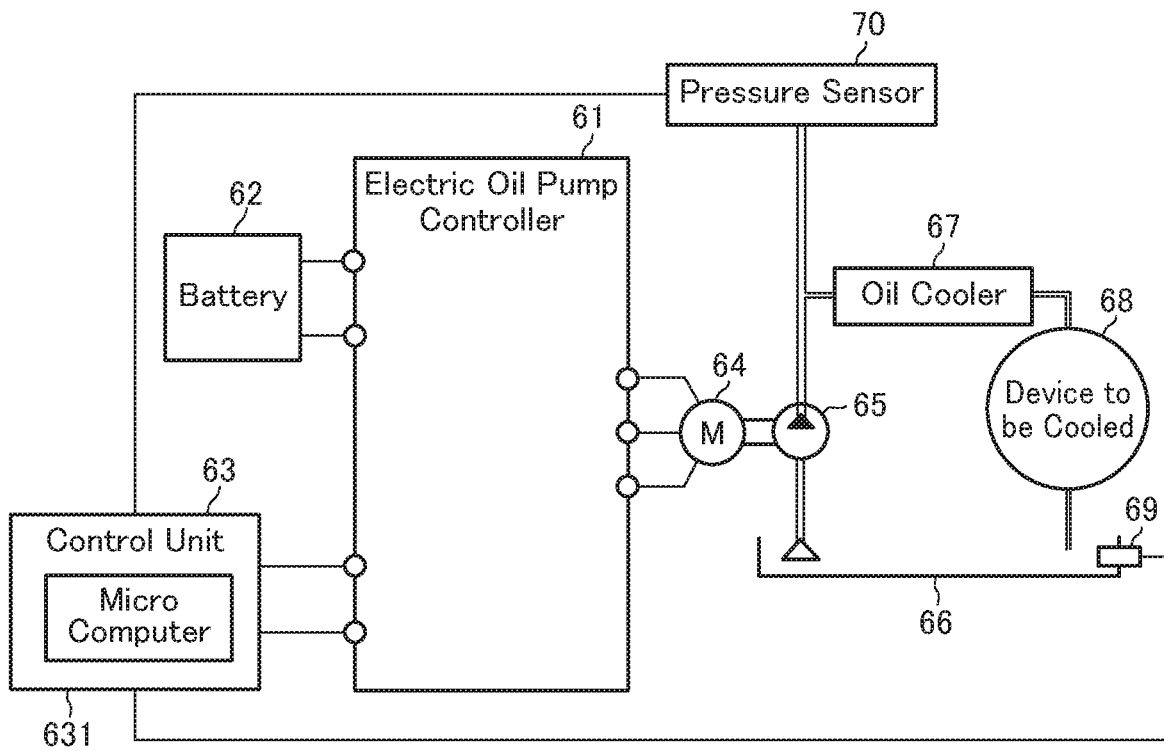 70
Pressure Sensor
61
Electric Oil Pump
Controller
62
Battery
67
Oil Cooler
68
Device to
be Cooled
64
M
65
63
Control Unit
Micro
Computer
631
69
66